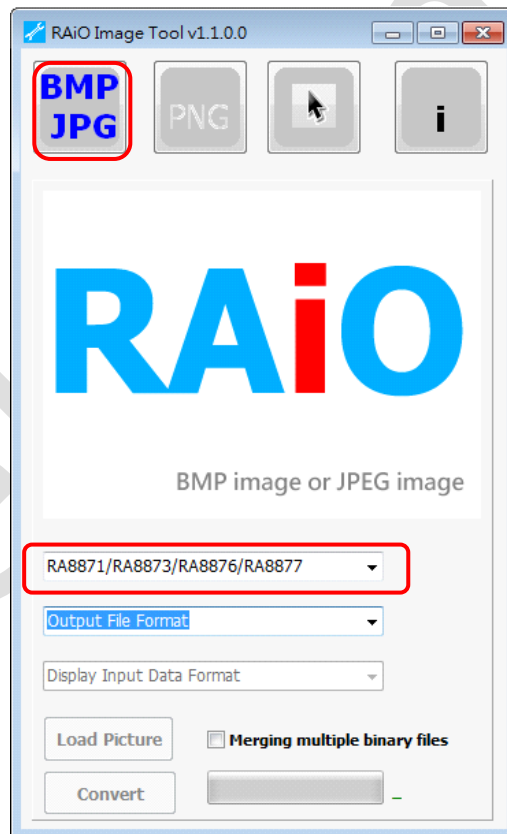 RAiO Image Tool v1.1.0.0
BMP
JPG
PNG
i
RAiO
BMP image or JPEG image
RA8871/RA8873/RA8876/RA8877
Output File Format
Display Input Data Format
Load Picture
Merging multiple binary files
Convert
_